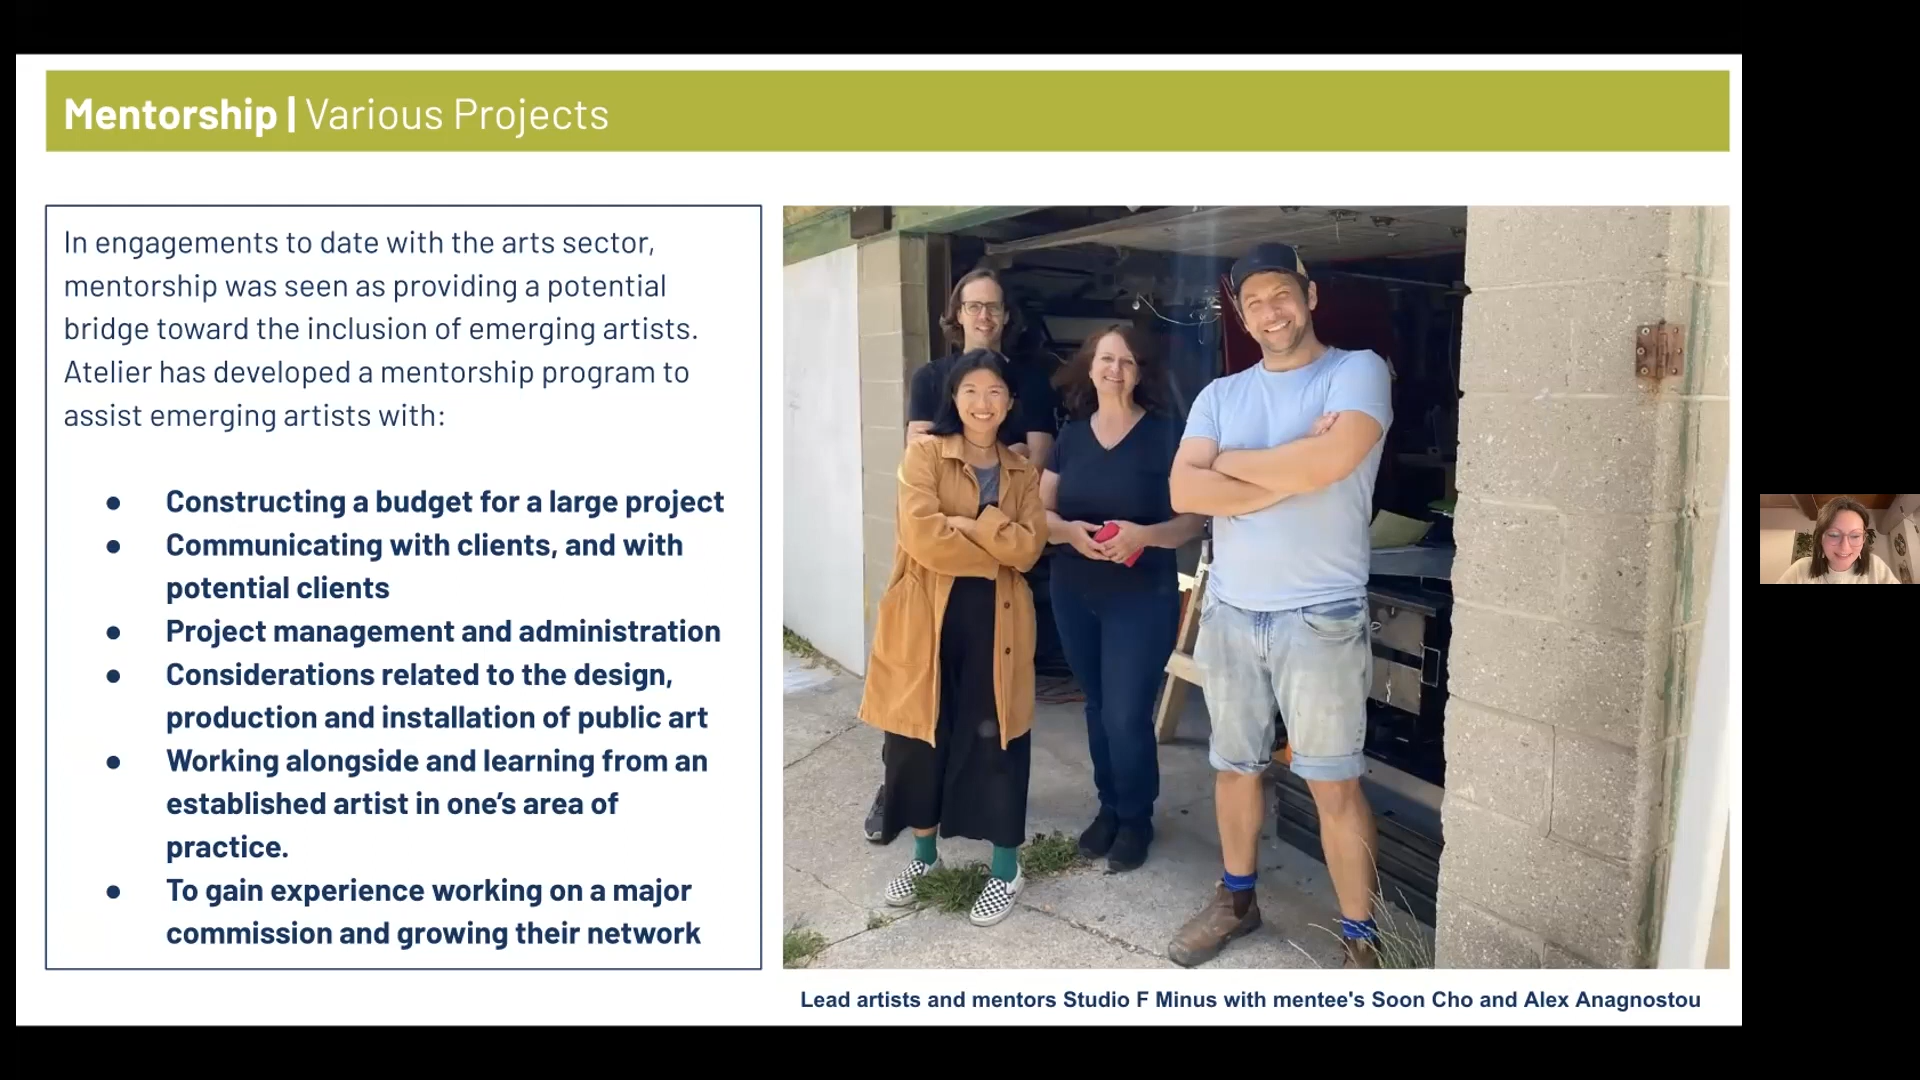 Mentorship | Various Projects
In engagements to date with the arts sector,
mentorship was seen as providing a potential
bridge toward the inclusion of emerging artists.
Atelier has developed a mentorship program to
assist emerging artists with:
● Constructing a budget for a large project
● Communicating with clients, and with
potential clients
● Project management and administration
● Considerations related to the design,
production and installation of public art
● Working alongside and learning from an
established artist in one’s area of
practice.
● To gain experience working on a major
commission and growing their network
Lead artists and mentors Studio F Minus with mentee's Soon Cho and Alex Anagnostou